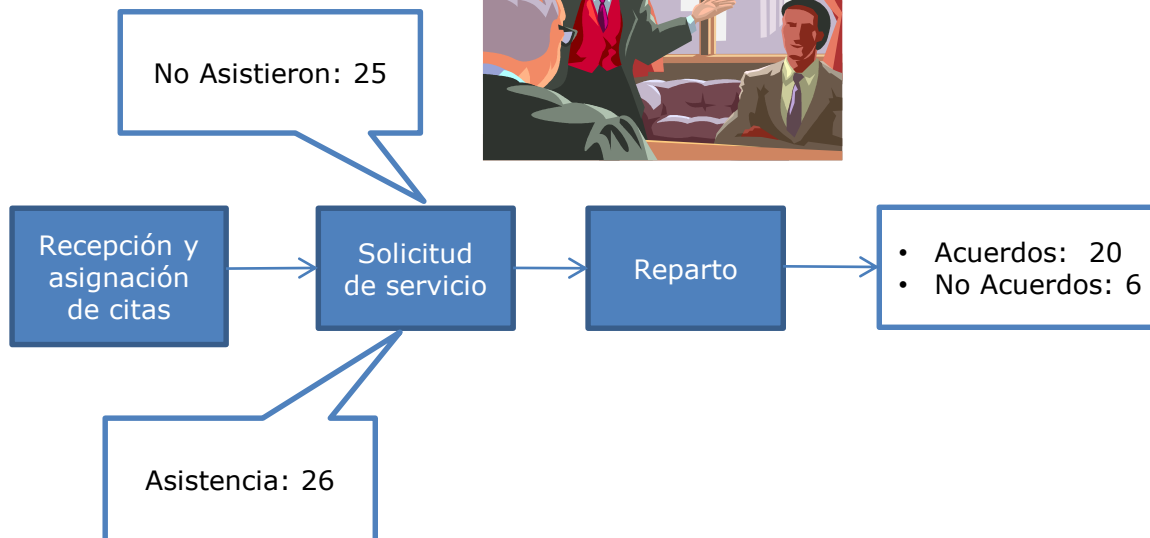 No Asistieron: 25
Recepción y
asignación
de citas
Solicitud
de servicio
Reparto
• Acuerdos: 20
• No Acuerdos: 6
Asistencia: 26